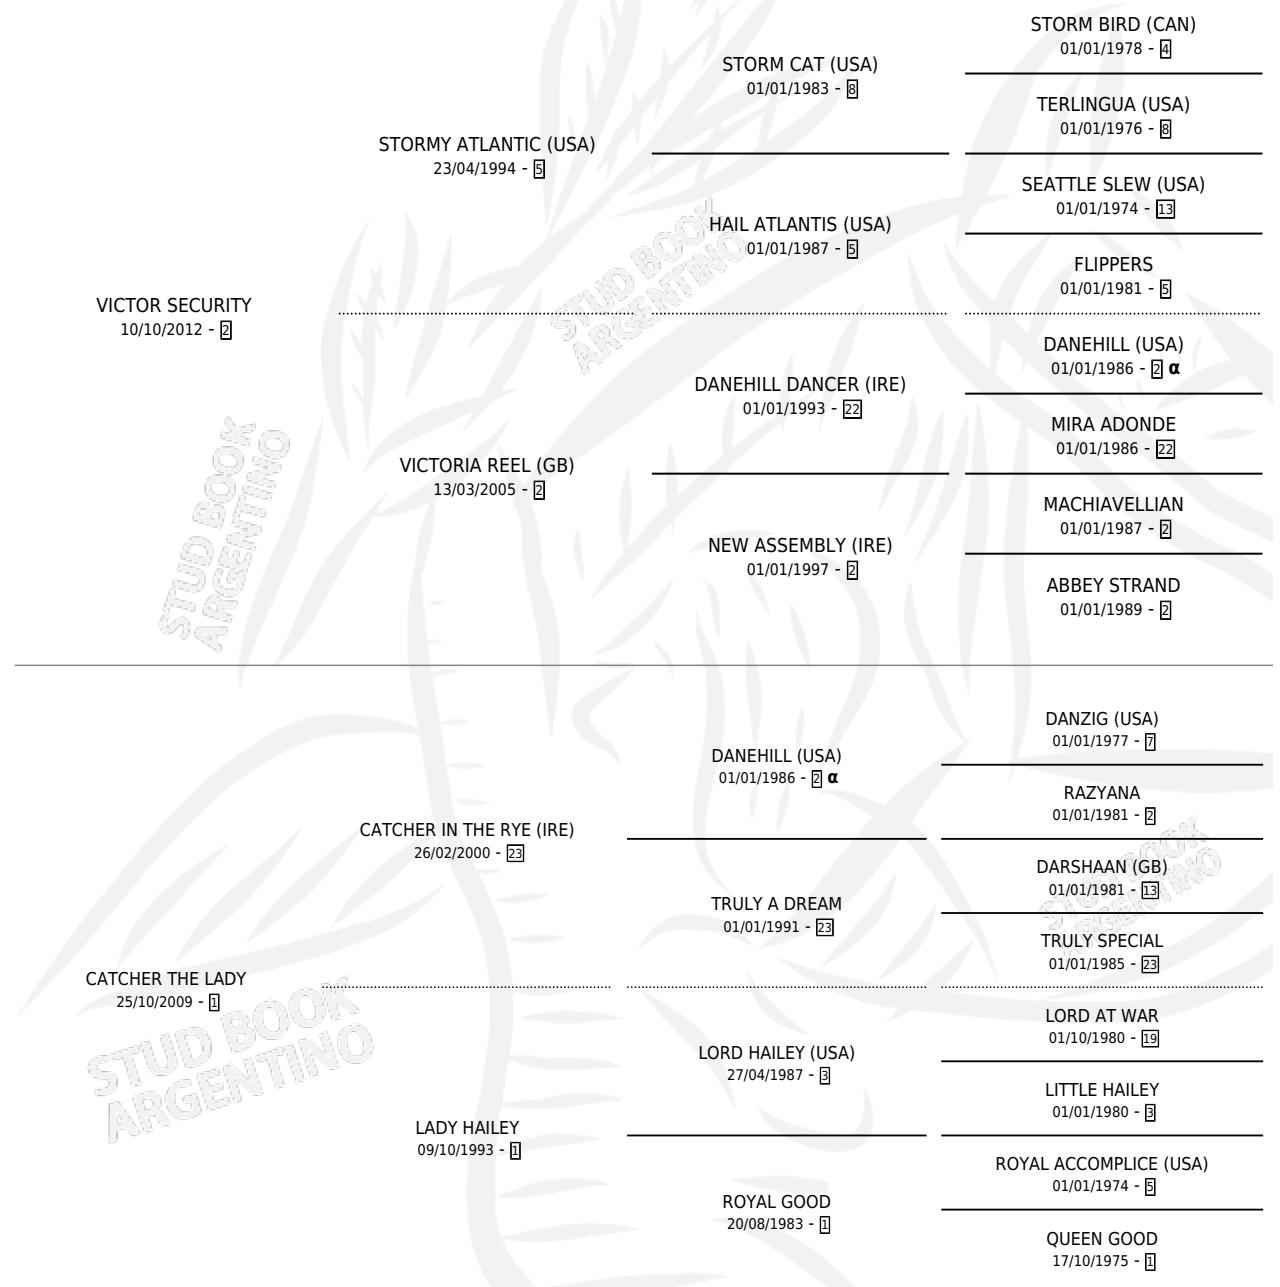 STORM BIRD (CAN)
01/01/1978 - 4
STORM CAT (USA)
01/01/1983 - 8
TERLINGUA (USA)
01/01/1976 - 8
STORMY ATLANTIC (USA)
23/04/1994 - 5
SEATTLE SLEW (USA)
01/01/1974 - 13
HAIL ATLANTIS (USA)
01/01/1987 - 5
FLIPPERS
01/01/1981 - 5
VICTOR SECURITY
10/10/2012 - 2
DANEHILL (USA)
01/01/1986 - 2 α
DANEHILL DANCER (IRE)
01/01/1993 - 22
MIRA ADONDE
01/01/1986 - 22
VICTORIA REEL (GB)
13/03/2005 - 2
MACHIAVELLIAN
01/01/1987 - 2
NEW ASSEMBLY (IRE)
01/01/1997 - 2
ABBEY STRAND
01/01/1989 - 2
DANZIG (USA)
01/01/1977 - 7
DANEHILL (USA)
01/01/1986 - 2 α
RAZYANA
01/01/1981 - 2
CATCHER IN THE RYE (IRE)
26/02/2000 - 23
DARSHAAN (GB)
01/01/1981 - 13
TRULY A DREAM
01/01/1991 - 23
TRULY SPECIAL
01/01/1985 - 23
CATCHER THE LADY
25/10/2009 - 1
LORD AT WAR
01/10/1980 - 19
LORD HAILEY (USA)
27/04/1987 - 3
LITTLE HAILEY
01/01/1980 - 3
LADY HAILEY
09/10/1993 - 1
ROYAL ACCOMPLICE (USA)
01/01/1974 - 5
ROYAL GOOD
20/08/1983 - 1
QUEEN GOOD
17/10/1975 - 1
STUD BOOK
ARGENTINO
STUD BOOK
ARGENTINO
STUD BOOK
ARGENTINO
STUD BOOK
ARGENTINO